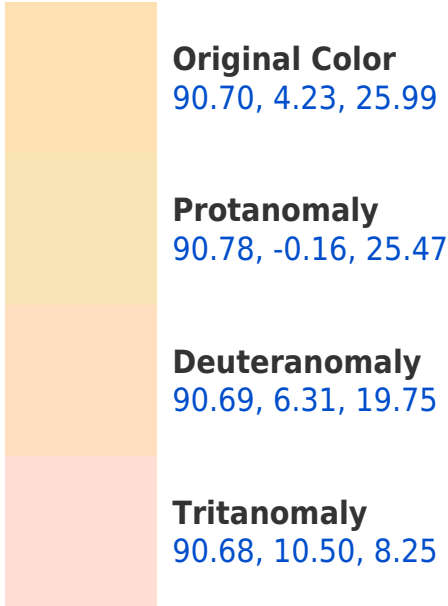 Original Color
90.70, 4.23, 25.99
Protanomaly
90.78, -0.16, 25.47
Deuteranomaly
90.69, 6.31, 19.75
Tritanomaly
90.68, 10.50, 8.25